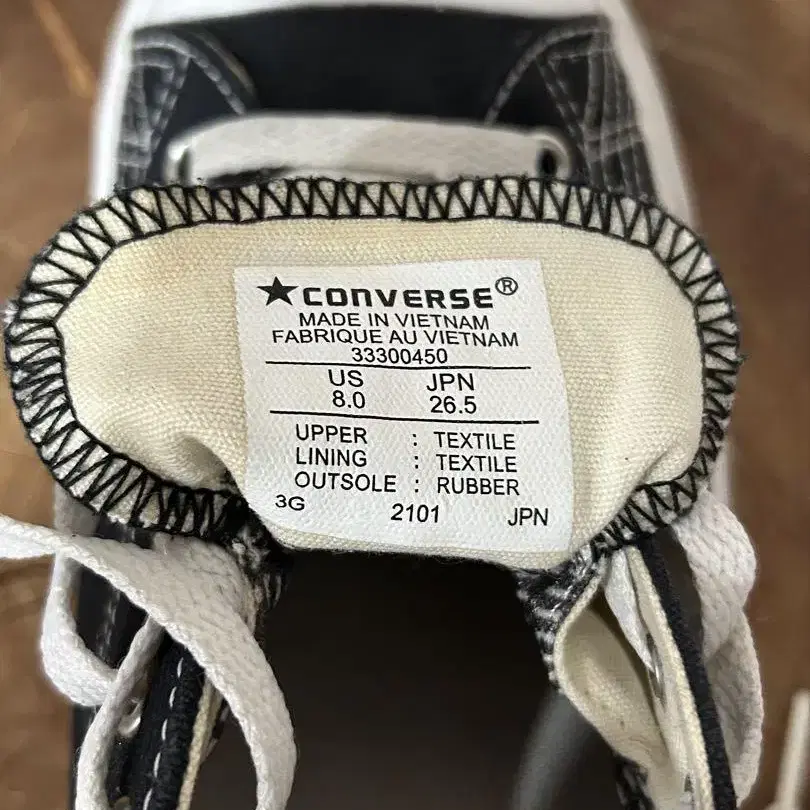 ★CONVERSE®
MADE IN VIETNAM
FABRIQUE AU VIETNAM
33300450
US JPN
8.0 26.5
UPPER : TEXTILE
LINING : TEXTILE
OUTSOLE : RUBBER
3G 2101 JPN